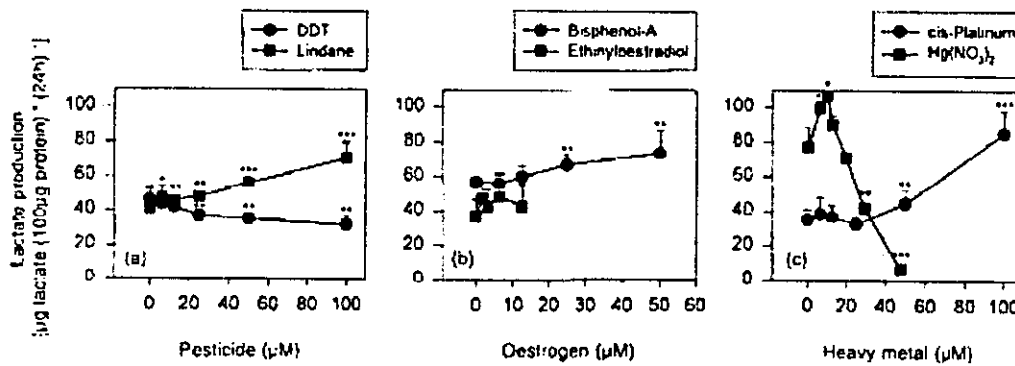 DDT
Lindane
Bisphenol-A
Ethinyloestradiol
cis-Platinum
Hg(NO3)2
Lactate production
[µg lactate (100µg protein)-1 (24h)-1]
100
80
60
40
20
0
(a)
0 20 40 60 80 100
Pesticide (µM)
100
80
60
40
20
0
(b)
0 10 20 30 40 50 60
Oestrogen (µM)
100
80
60
40
20
0
(c)
0 20 40 60 80 100
Heavy metal (µM)